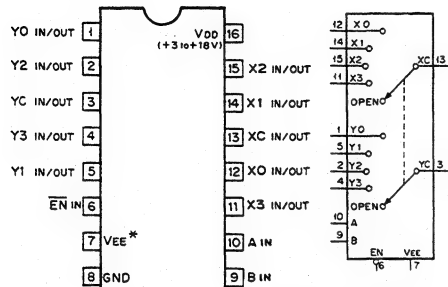 Y0 IN/OUT 1
Y2 IN/OUT 2
YC IN/OUT 3
Y3 IN/OUT 4
Y1 IN/OUT 5
E̅N̅ IN 6
7 VEE*
8 GND
VDD 16
(+3 to +18V)
15 X2 IN/OUT
14 X1 IN/OUT
13 XC IN/OUT
12 X0 IN/OUT
11 X3 IN/OUT
10 A IN
9 B IN
12 X0
14 X1
15 X2
11 X3
XC 13
OPEN
1 Y0
5 Y1
2 Y2
4 Y3
YC 3
OPEN
10 A
9 B
EN VEE
6 7